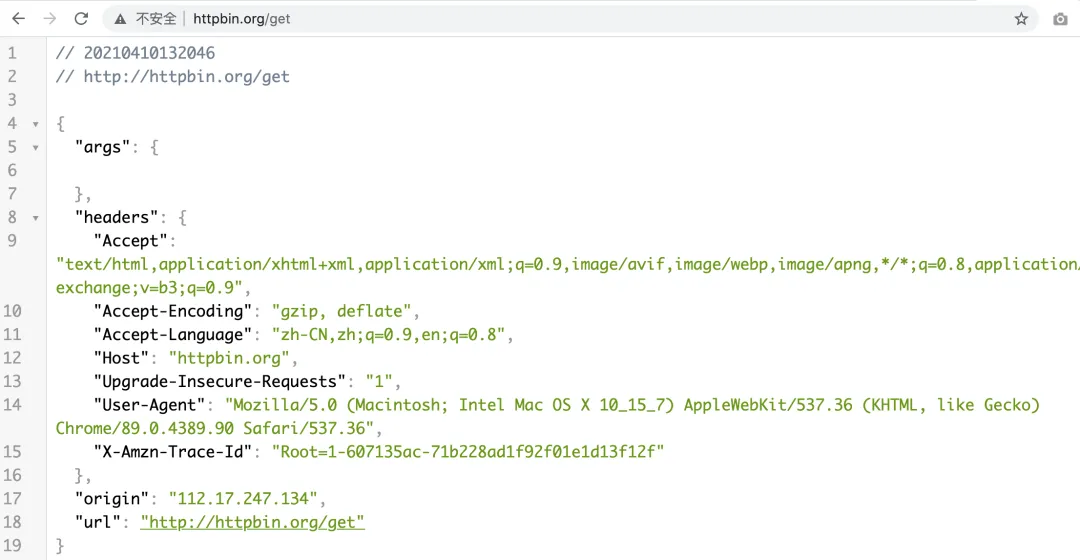 不安全 | httpbin.org/get
1 // 20210410132046
2 // http://httpbin.org/get
3
4 {
5 "args": {
6
7 },
8 "headers": {
9 "Accept":
"text/html,application/xhtml+xml,application/xml;q=0.9,image/avif,image/webp,image/apng,*/*;q=0.8,application/
exchange;v=b3;q=0.9",
10 "Accept-Encoding": "gzip, deflate",
11 "Accept-Language": "zh-CN,zh;q=0.9,en;q=0.8",
12 "Host": "httpbin.org",
13 "Upgrade-Insecure-Requests": "1",
14 "User-Agent": "Mozilla/5.0 (Macintosh; Intel Mac OS X 10_15_7) AppleWebKit/537.36 (KHTML, like Gecko)
Chrome/89.0.4389.90 Safari/537.36",
15 "X-Amzn-Trace-Id": "Root=1-607135ac-71b228ad1f92f01e1d13f12f"
16 },
17 "origin": "112.17.247.134",
18 "url": "http://httpbin.org/get"
19 }